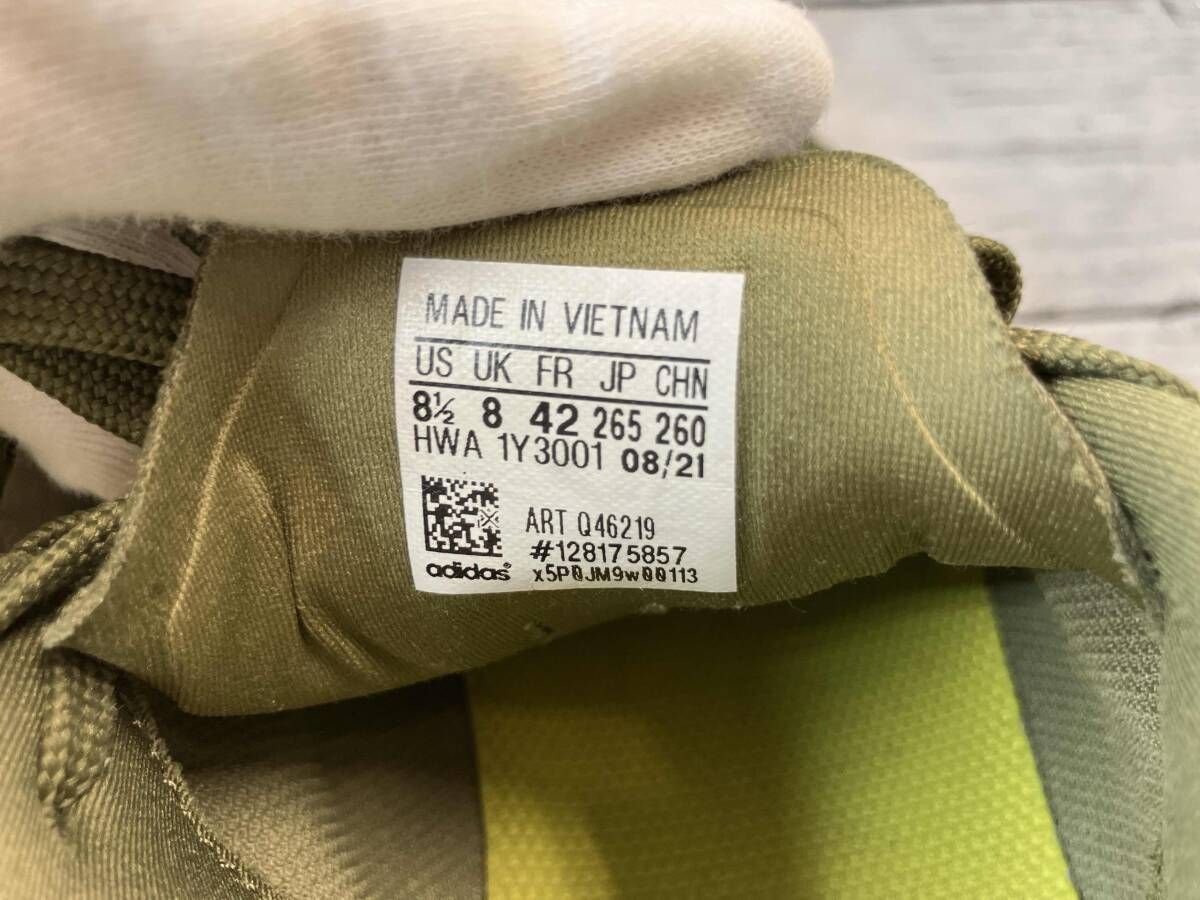 MADE IN VIETNAM
US UK FR JP CHN
8½ 8 42 265 260
HWA 1Y3001 08/21
ART Q46219
#128175857
adidas® x5P0JM9w00113